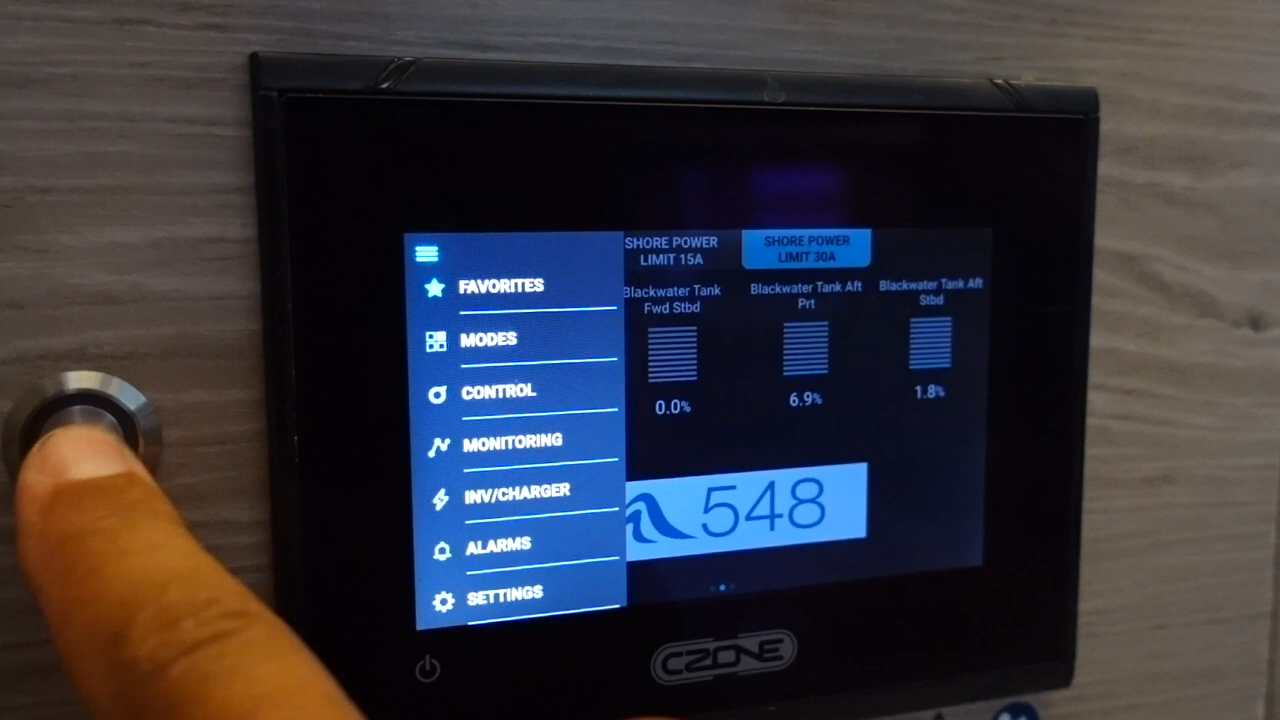 FAVORITES
MODES
CONTROL
MONITORING
INV/CHARGER
ALARMS
SETTINGS
SHORE POWER
LIMIT 15A
SHORE POWER
LIMIT 30A
Blackwater Tank
Fwd Stbd
0.0%
Blackwater Tank Aft
Prt
6.9%
Blackwater Tank Aft
Stbd
1.8%
548
CZONE